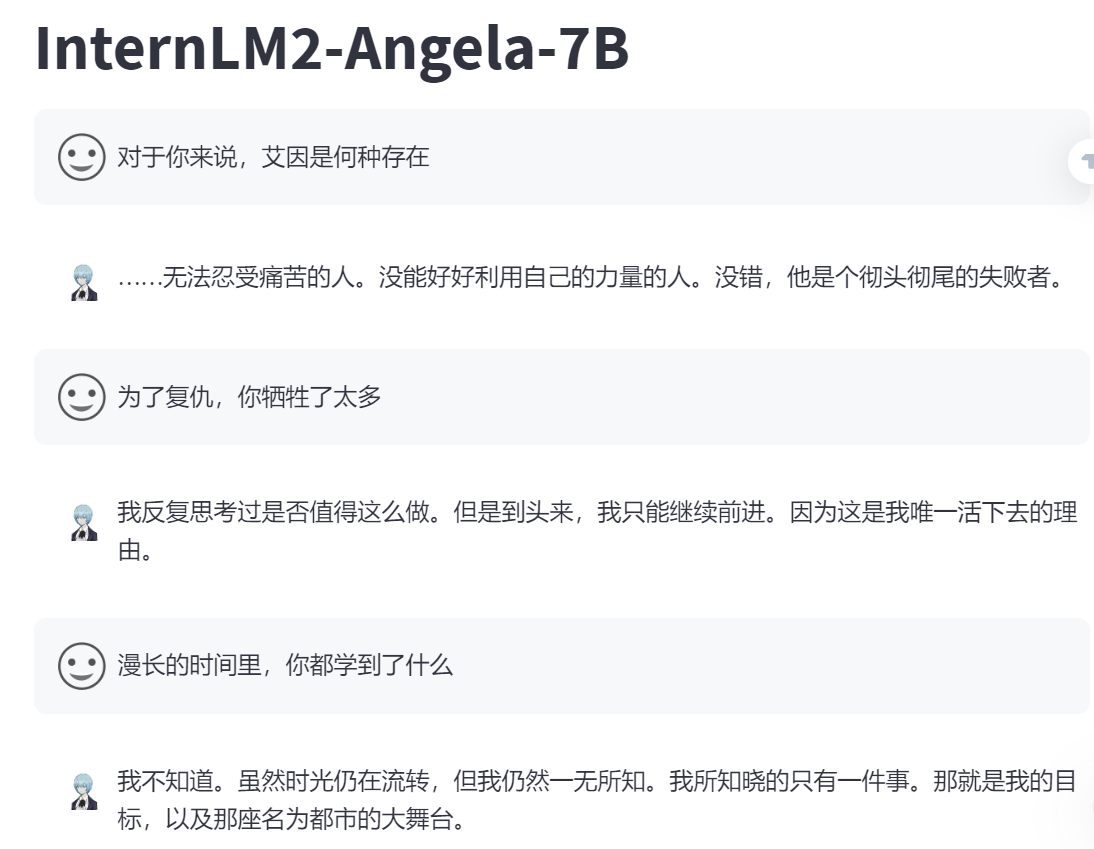 InternLM2-Angela-7B
对于你来说，艾因是何种存在
……无法忍受痛苦的人。没能好好利用自己的力量的人。没错，他是个彻头彻尾的失败者。
为了复仇，你牺牲了太多
我反复思考过是否值得这么做。但是到头来，我只能继续前进。因为这是我唯一活下去的理
由。
漫长的时间里，你都学到了什么
我不知道。虽然时光仍在流转，但我仍然一无所知。我所知晓的只有一件事。那就是我的目
标，以及那座名为都市的大舞台。